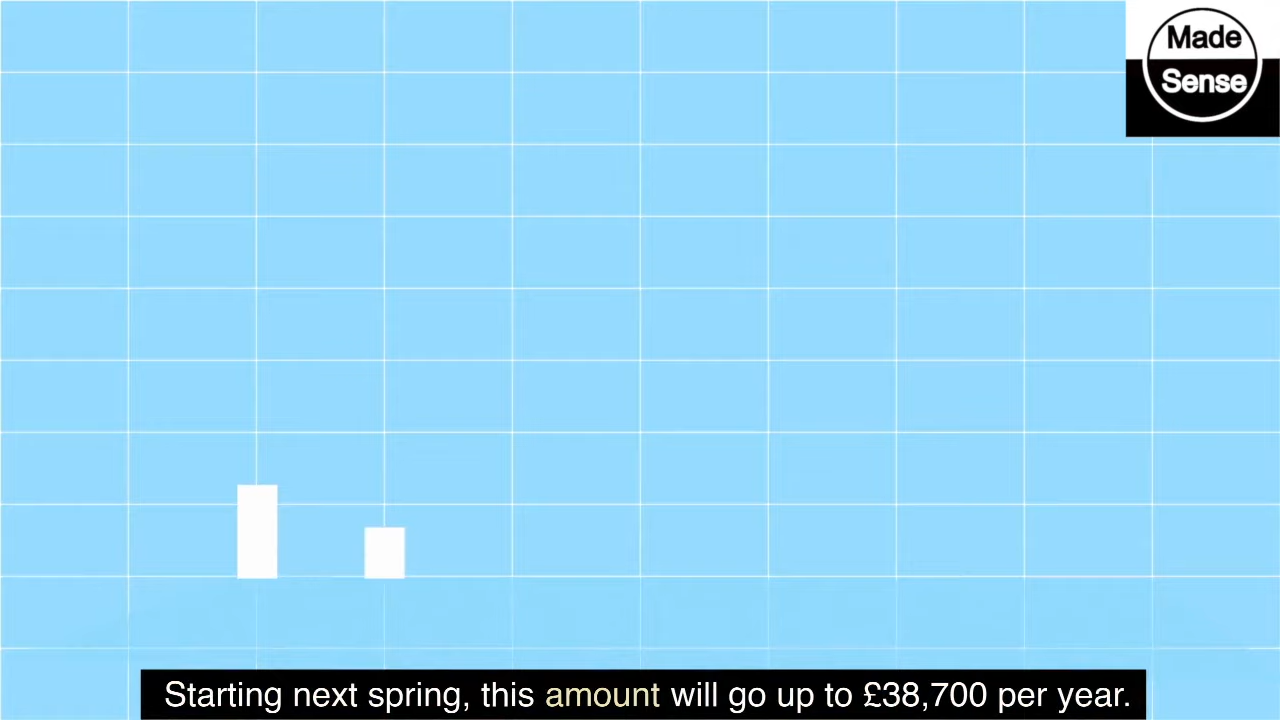 Made
Sense
Starting next spring, this amount will go up to £38,700 per year.